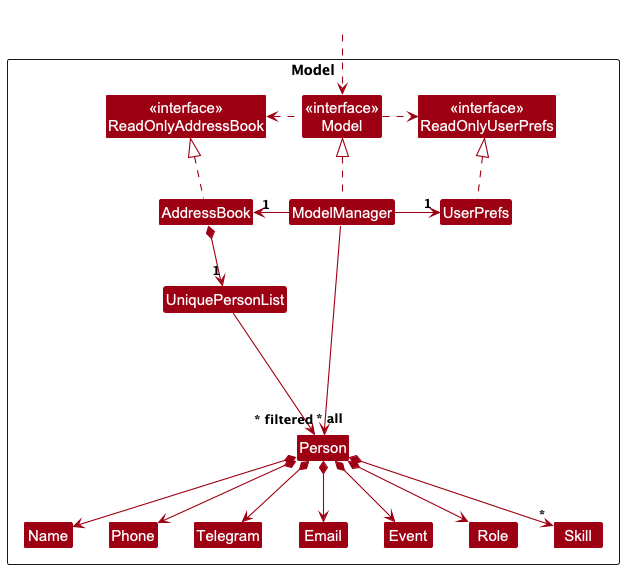 Model
«interface»
ReadOnlyAddressBook
«interface»
Model
«interface»
ReadOnlyUserPrefs
AddressBook
1
ModelManager
1
UserPrefs
1
UniquePersonList
* filtered
* all
Person
*
Name
Phone
Telegram
Email
Event
Role
Skill